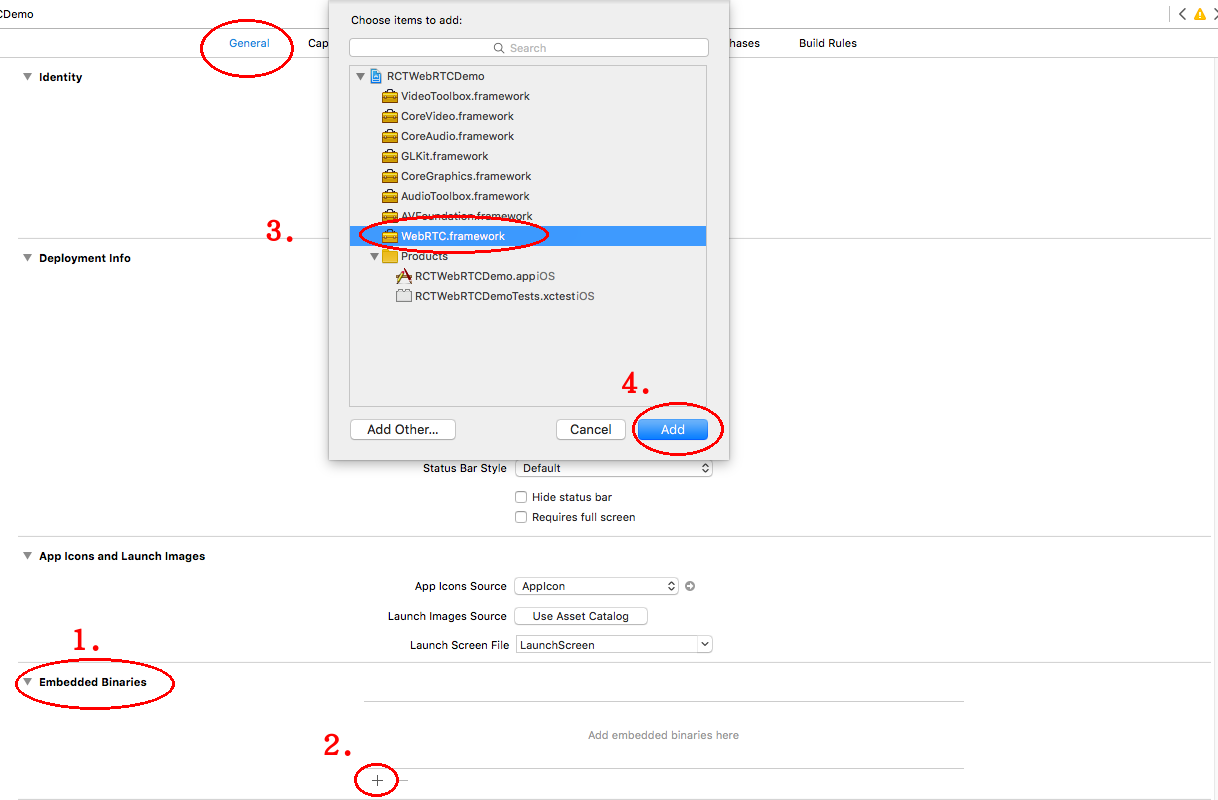 CDemo
General
Cap
hases
Build Rules
Choose items to add:
Search
Identity
RCTWebRTCDemo
VideoToolbox.framework
CoreVideo.framework
CoreAudio.framework
GLKit.framework
CoreGraphics.framework
AudioToolbox.framework
AVFoundation.framework
3.
WebRTC.framework
Products
Deployment Info
RCTWebRTCDemo.app iOS
RCTWebRTCDemoTests.xctest iOS
4.
Add Other...
Cancel
Add
Status Bar Style Default
Hide status bar
Requires full screen
App Icons and Launch Images
App Icons Source AppIcon
Launch Images Source Use Asset Catalog
Launch Screen File LaunchScreen
1.
Embedded Binaries
Add embedded binaries here
2.